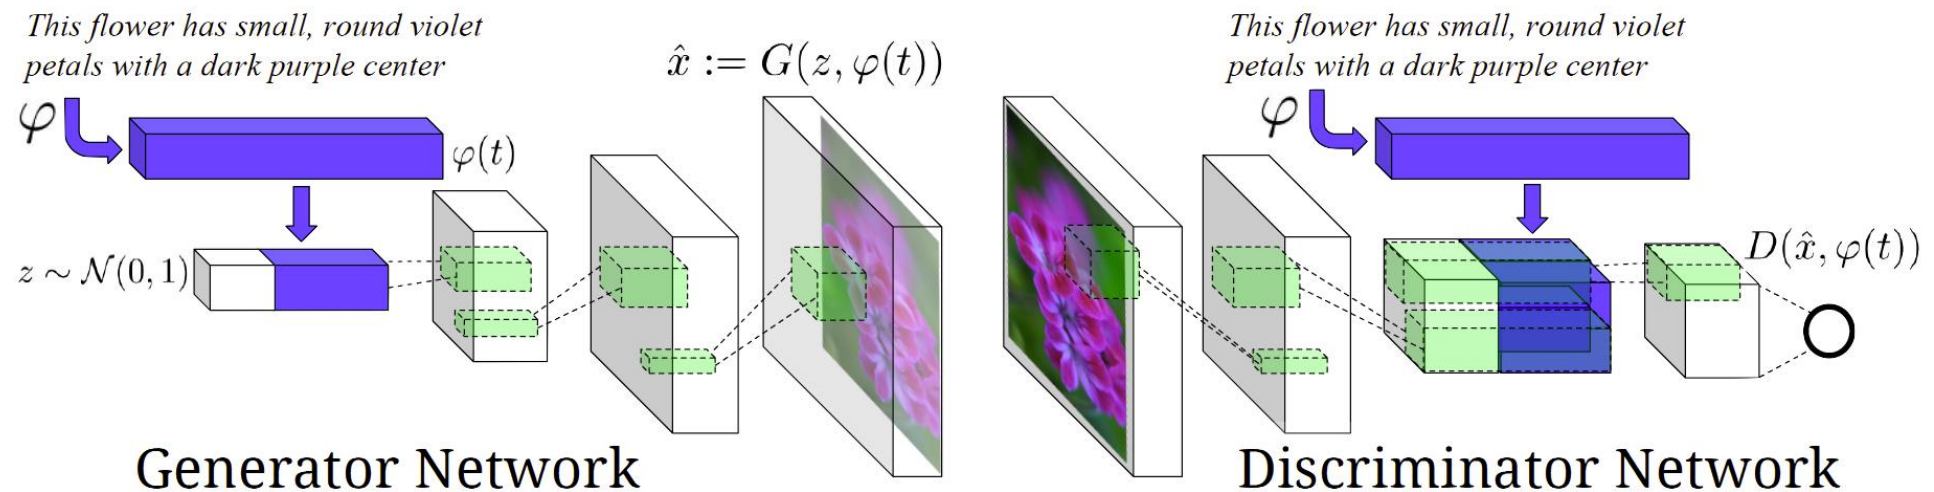 This flower has small, round violet
petals with a dark purple center
φ
φ(t)
z ~ N(0, 1)
x̂ := G(z, φ(t))
Generator Network
This flower has small, round violet
petals with a dark purple center
φ
D(x̂, φ(t))
Discriminator Network